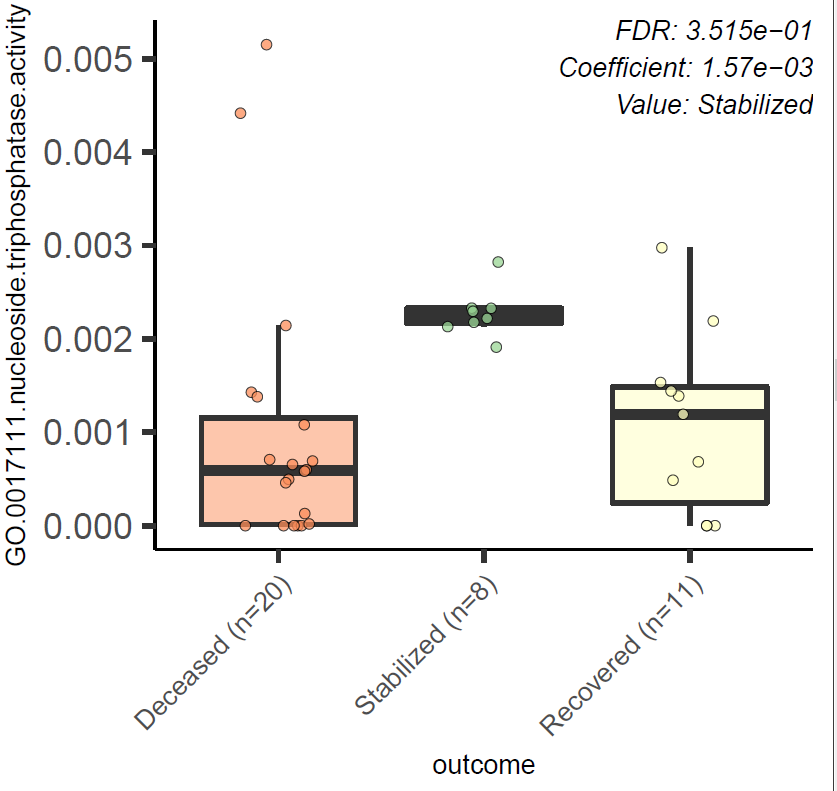 FDR: 3.515e−01
Coefficient: 1.57e−03
Value: Stabilized
GO.0017111.nucleoside.triphosphatase.activity
0.005
0.004
0.003
0.002
0.001
0.000
Deceased (n=20)
Stabilized (n=8)
Recovered (n=11)
outcome